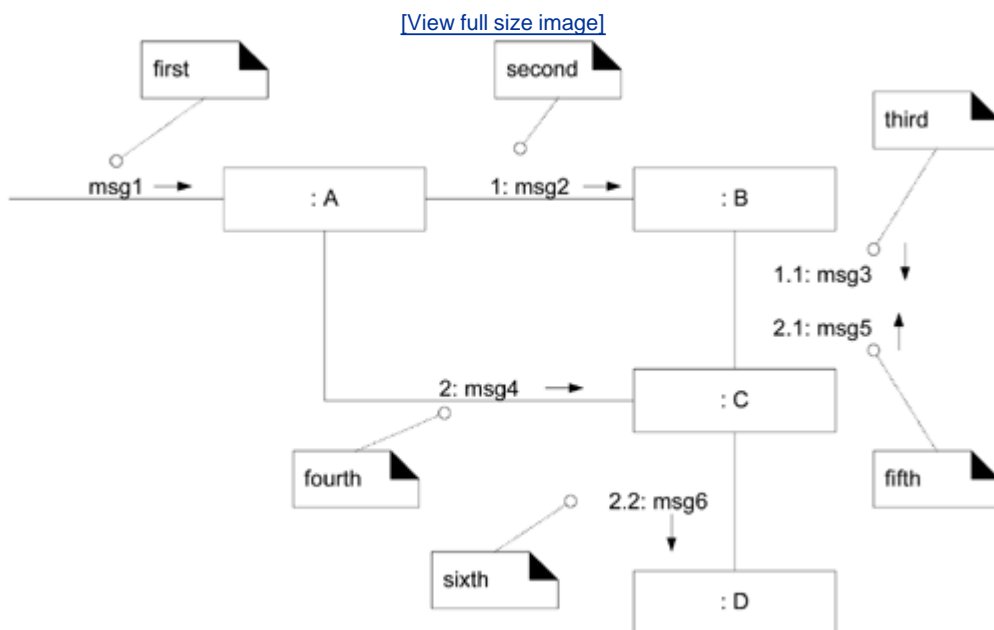 [View full size image]
first
second
third
msg1
: A
1: msg2
: B
1.1: msg3
2.1: msg5
2: msg4
: C
fourth
fifth
2.2: msg6
sixth
: D